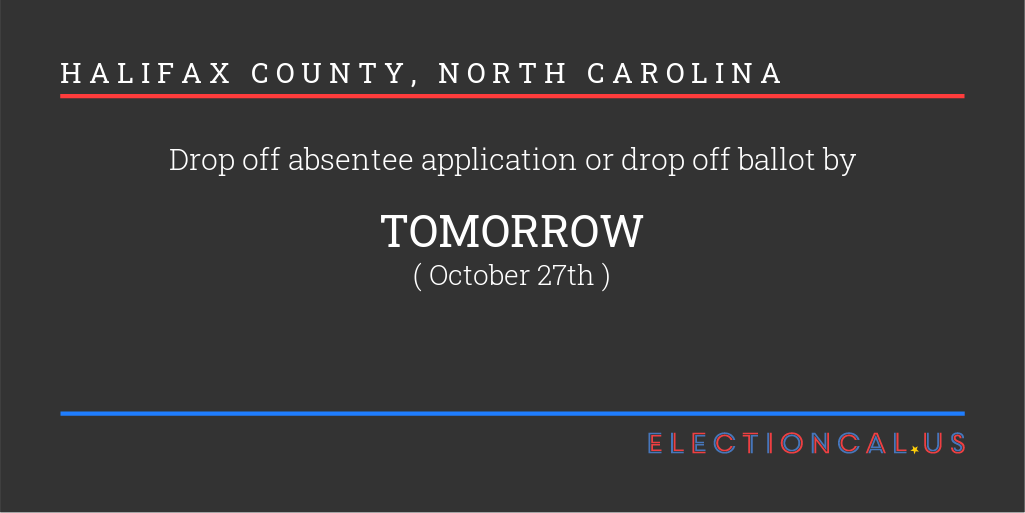 HALIFAX COUNTY, NORTH CAROLINA
Drop off absentee application or drop off ballot by
TOMORROW
( October 27th )
ELECTIONCAL.US